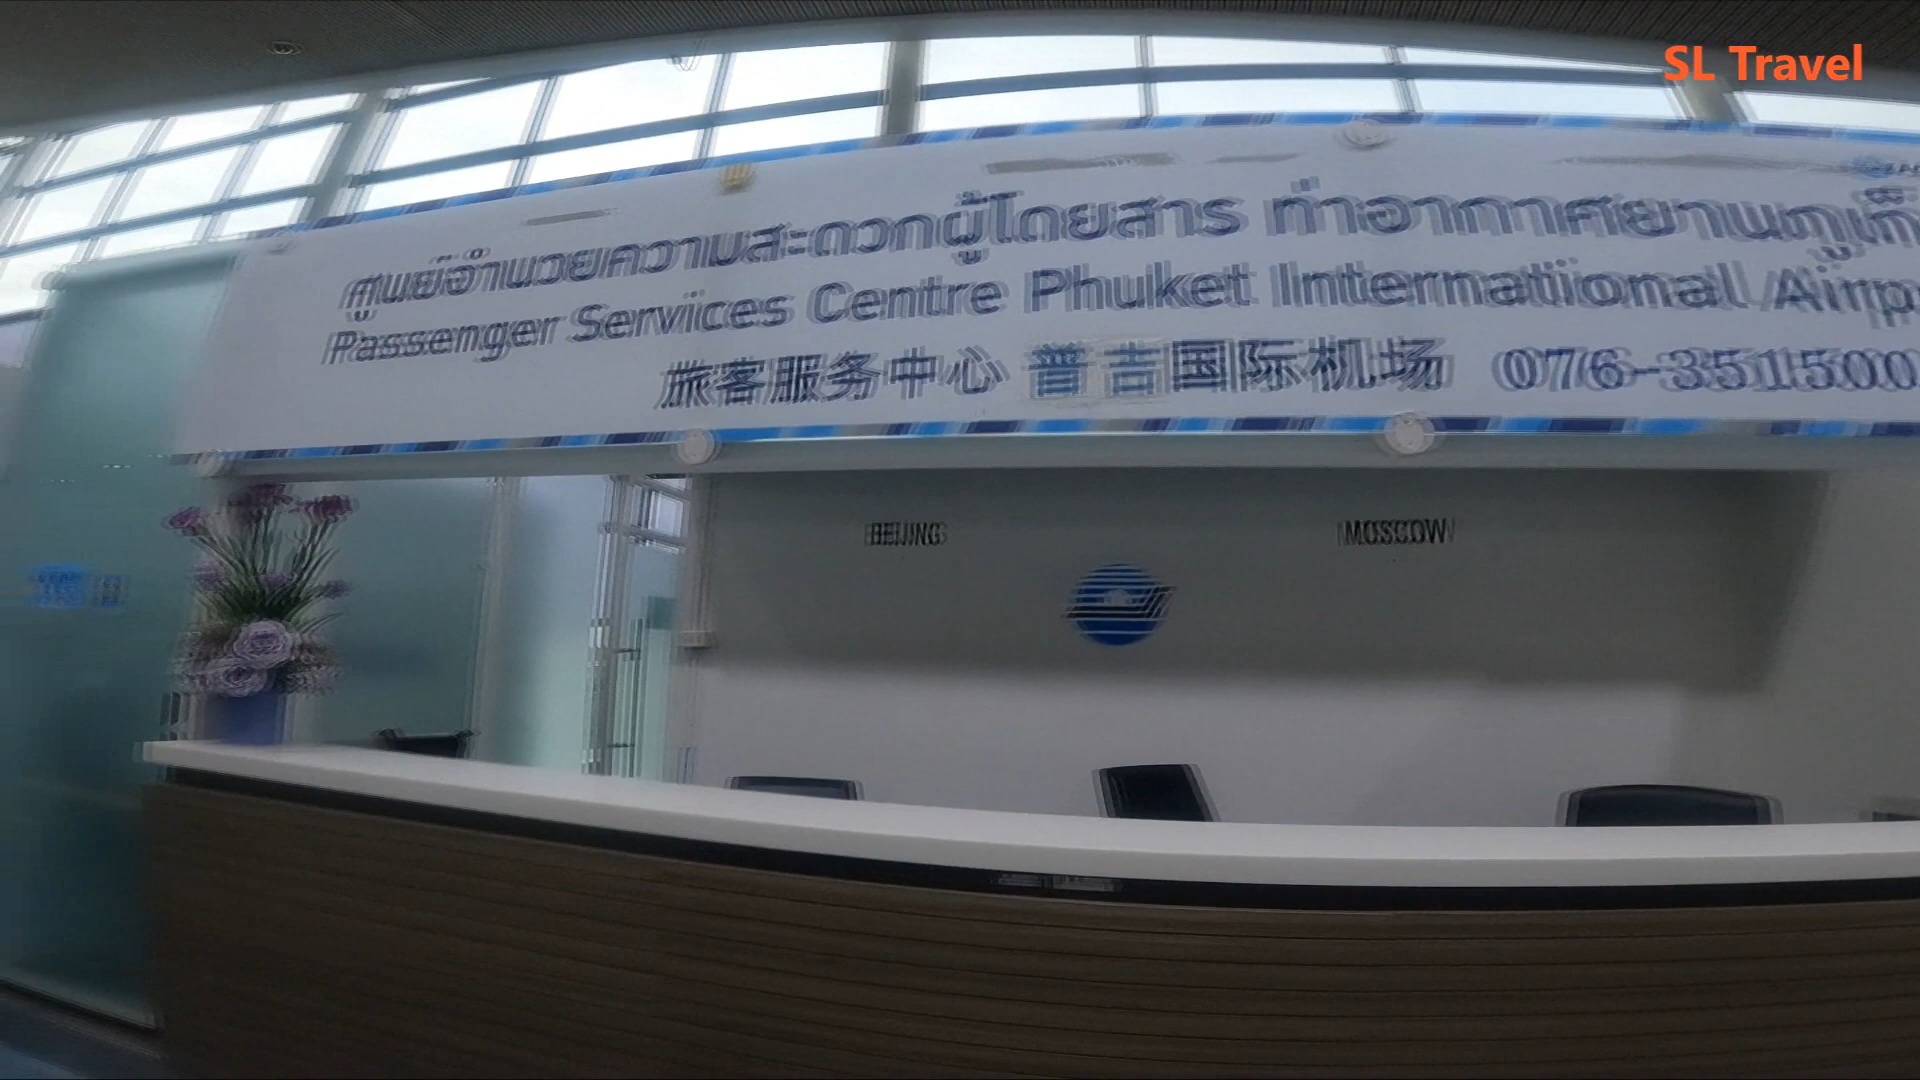 SL Travel
ศูนย์อำนวยความสะดวกผู้โดยสาร ท่าอากาศยานภูเก็
Passenger Services Centre Phuket International Airp
旅客服务中心 普吉国际机场 076-351500
BEIJING
MOSCOW